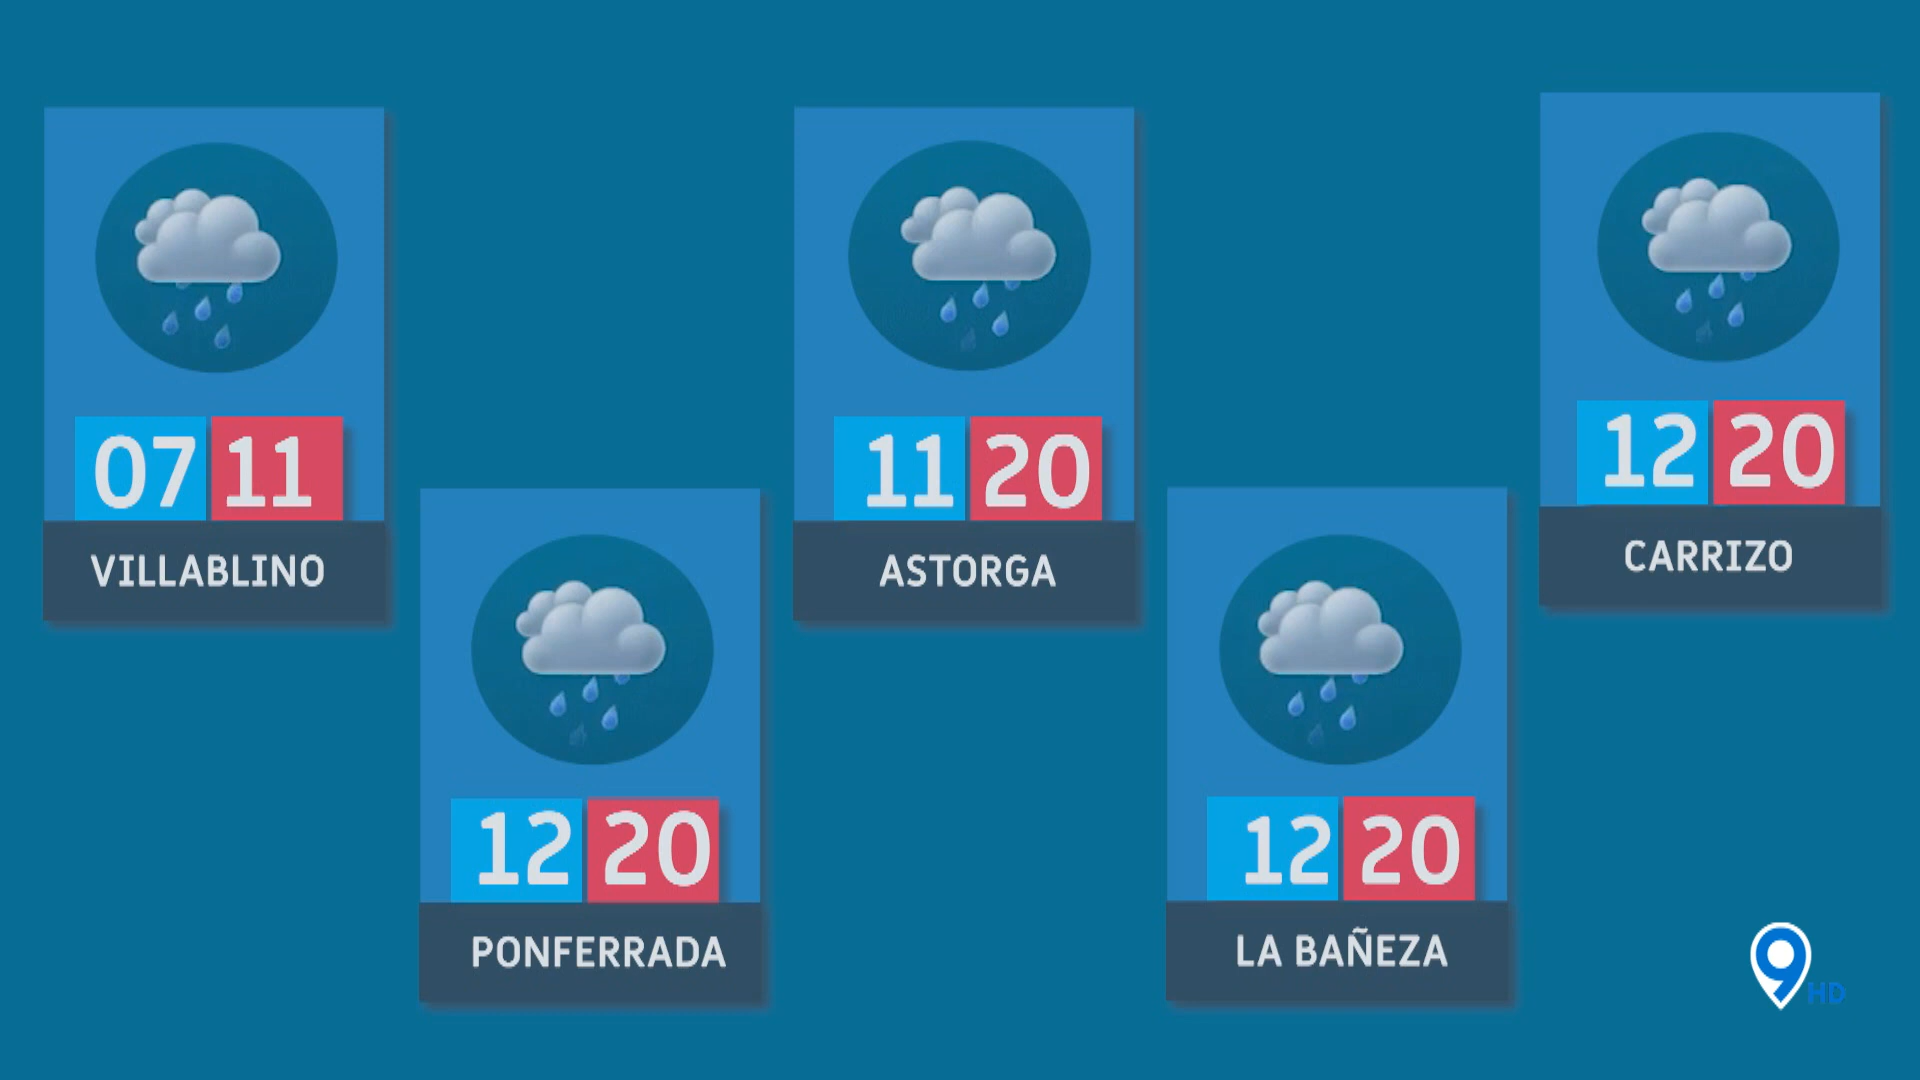 07 11
VILLABLINO
12 20
PONFERRADA
11 20
ASTORGA
12 20
LA BAÑEZA
12 20
CARRIZO
9 HD